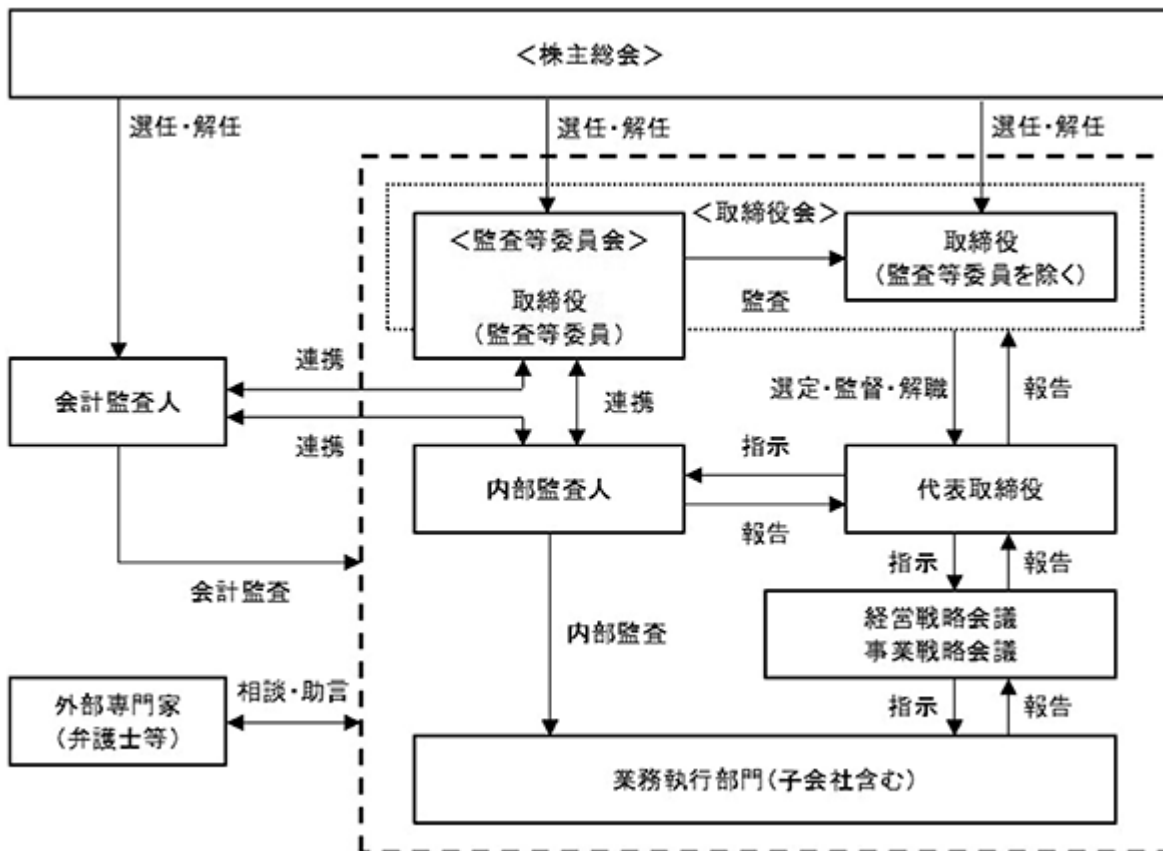 ＜株主総会＞
選任・解任
選任・解任
選任・解任
＜取締役会＞
＜監査等委員会＞
取締役
（監査等委員）
監査
取締役
（監査等委員を除く）
会計監査人
連携
連携
連携
選定・監督・解職
報告
内部監査人
指示
報告
代表取締役
会計監査
指示
報告
内部監査
経営戦略会議
事業戦略会議
外部専門家
（弁護士等）
相談・助言
指示
報告
業務執行部門（子会社含む）